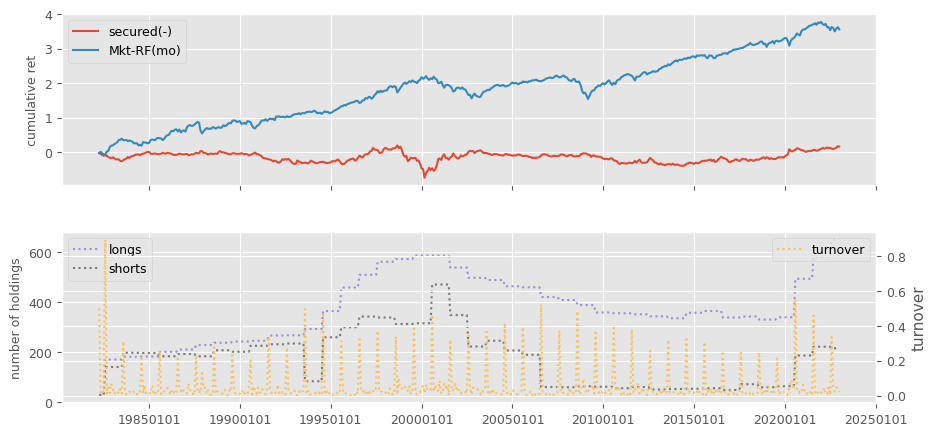 4
3
2
1
0
cumulative ret
secured(-)
Mkt-RF(mo)
600
400
200
0
number of holdings
longs
shorts
turnover
0.8
0.6
0.4
0.2
0.0
turnover
19850101 19900101 19950101 20000101 20050101 20100101 20150101 20200101 20250101